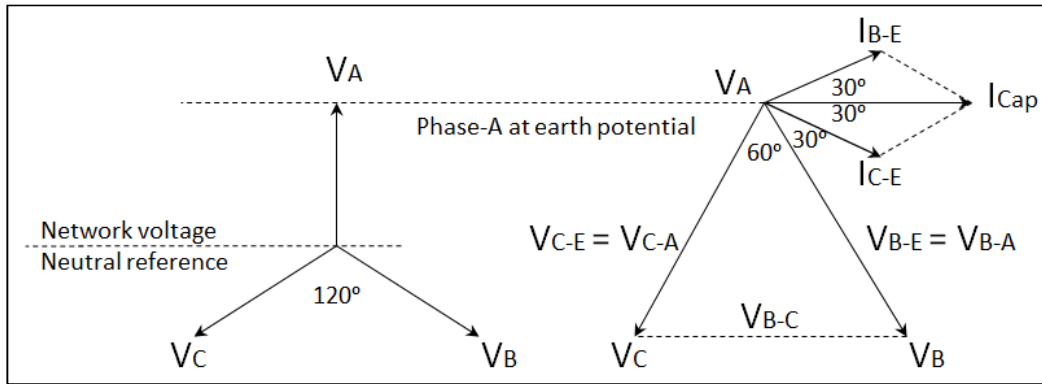 VA
Network voltage
Neutral reference
120º
VC
VB
Phase-A at earth potential
VA
IB-E
30º
30º
ICap
30º
IC-E
60º
VC-E = VC-A
VB-E = VB-A
VB-C
VC
VB